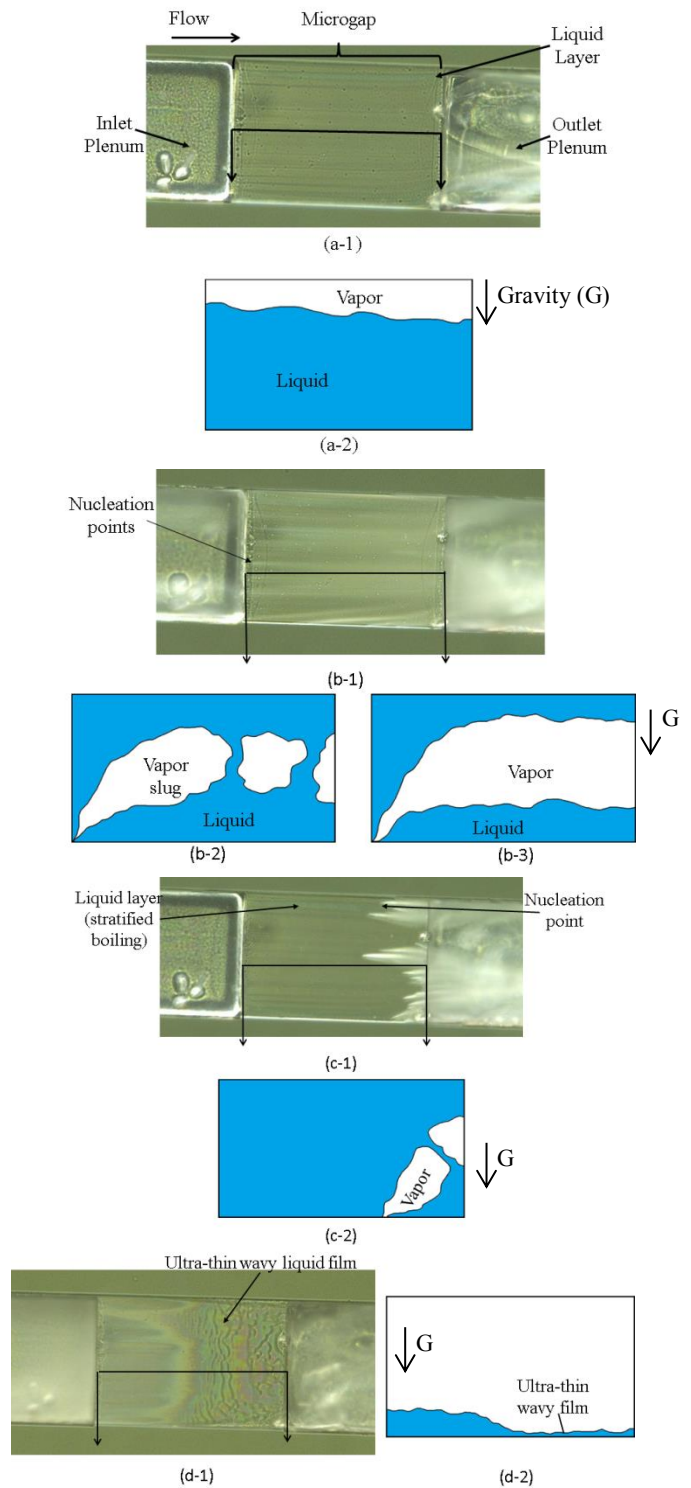 Flow
Microgap
Liquid
Layer
Inlet
Plenum
Outlet
Plenum
(a-1)
Vapor
Gravity (G)
Liquid
(a-2)
Nucleation
points
(b-1)
Vapor
slug
Liquid
(b-2)
Vapor
Liquid
G
(b-3)
Liquid layer
(stratified
boiling)
Nucleation
point
(c-1)
Vapor
G
(c-2)
Ultra-thin wavy liquid film
(d-1)
G
Ultra-thin
wavy film
(d-2)